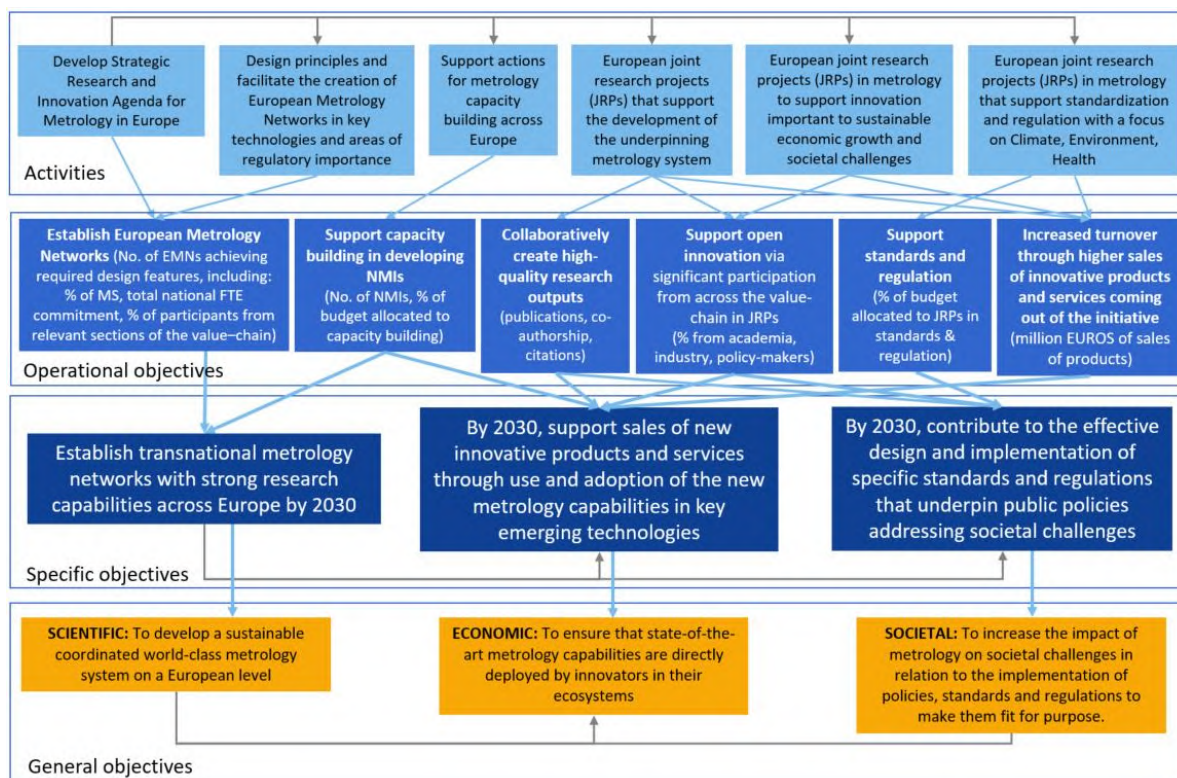 Develop Strategic
Research and
Innovation Agenda for
Metrology in Europe
Design principles and
facilitate the creation of
European Metrology
Networks in key
technologies and areas of
regulatory importance
Support actions
for metrology
capacity
building across
Europe
European joint
research projects
(JRPs) that support
the development of
the underpinning
metrology system
European joint research
projects (JRPs) in metrology
to support innovation
important to sustainable
economic growth and
societal challenges
European joint research
projects (JRPs) in metrology
that support standardization
and regulation with a focus
on Climate, Environment,
Health
Activities
Establish European Metrology
Networks (No. of EMNs achieving
required design features, including:
% of MS, total national FTE
commitment, % of participants from
relevant sections of the value–chain)
Support capacity
building in developing
NMIs
(No. of NMIs, % of
budget allocated to
capacity building)
Collaboratively
create high-
quality research
outputs
(publications, co-
authorship,
citations)
Support open
innovation via
significant participation
from across the value-
chain in JRPs
(% from academia,
industry, policy-makers)
Support
standards and
regulation
(% of budget
allocated to JRPs in
standards &
regulation)
Increased turnover
through higher sales
of innovative products
and services coming
out of the initiative
(million EUROS of sales
of products)
Operational objectives
Establish transnational metrology
networks with strong research
capabilities across Europe by 2030
By 2030, support sales of new
innovative products and services
through use and adoption of the new
metrology capabilities in key
emerging technologies
By 2030, contribute to the effective
design and implementation of
specific standards and regulations
that underpin public policies
addressing societal challenges
Specific objectives
SCIENTIFIC: To develop a sustainable
coordinated world-class metrology
system on a European level
ECONOMIC: To ensure that state-of-the-
art metrology capabilities are directly
deployed by innovators in their
ecosystems
SOCIETAL: To increase the impact of
metrology on societal challenges in
relation to the implementation of
policies, standards and regulations to
make them fit for purpose.
General objectives